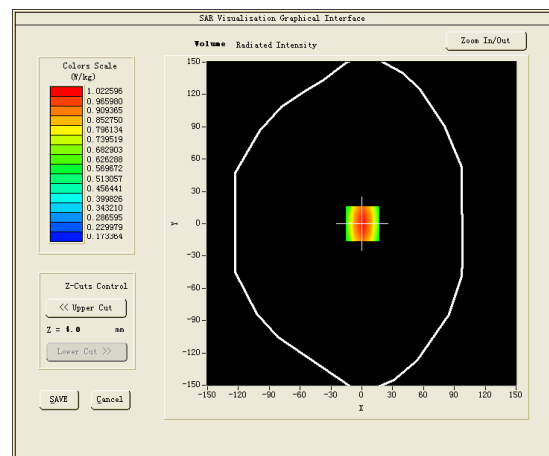 SAR Visualisation Graphical Interface
Volume Radiated Intensity
Zoom In/Out
Colors Scale
(W/kg)
1.022596
0.965980
0.909365
0.852750
0.796134
0.739519
0.682903
0.626288
0.569672
0.513057
0.456441
0.399826
0.343210
0.286595
0.229979
0.173364
Z-Cuts Control
<< Upper Cut
Z = 4.0 mm
Lower Cut >>
SAVE Cancel
150
120
90
60
30
0
-30
-60
-90
-120
-150
Y
-150 -120 -90 -60 -30 0 30 60 90 120 150
X